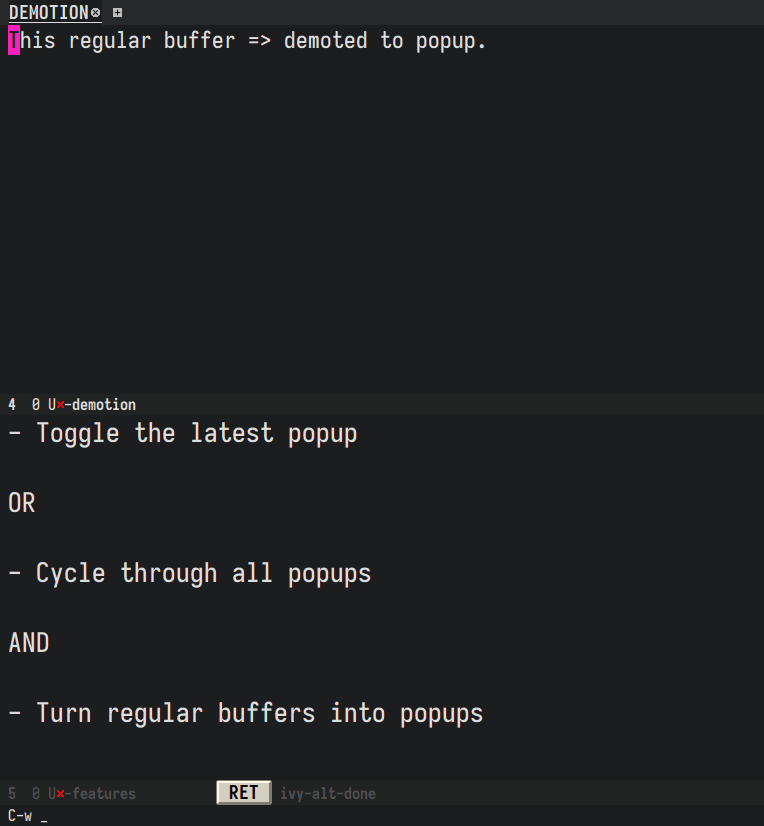 DEMOTION
This regular buffer => demoted to popup.
4 0 U×-demotion
- Toggle the latest popup
OR
- Cycle through all popups
AND
- Turn regular buffers into popups
5 0 U×-features RET ivy-alt-done
C-w _